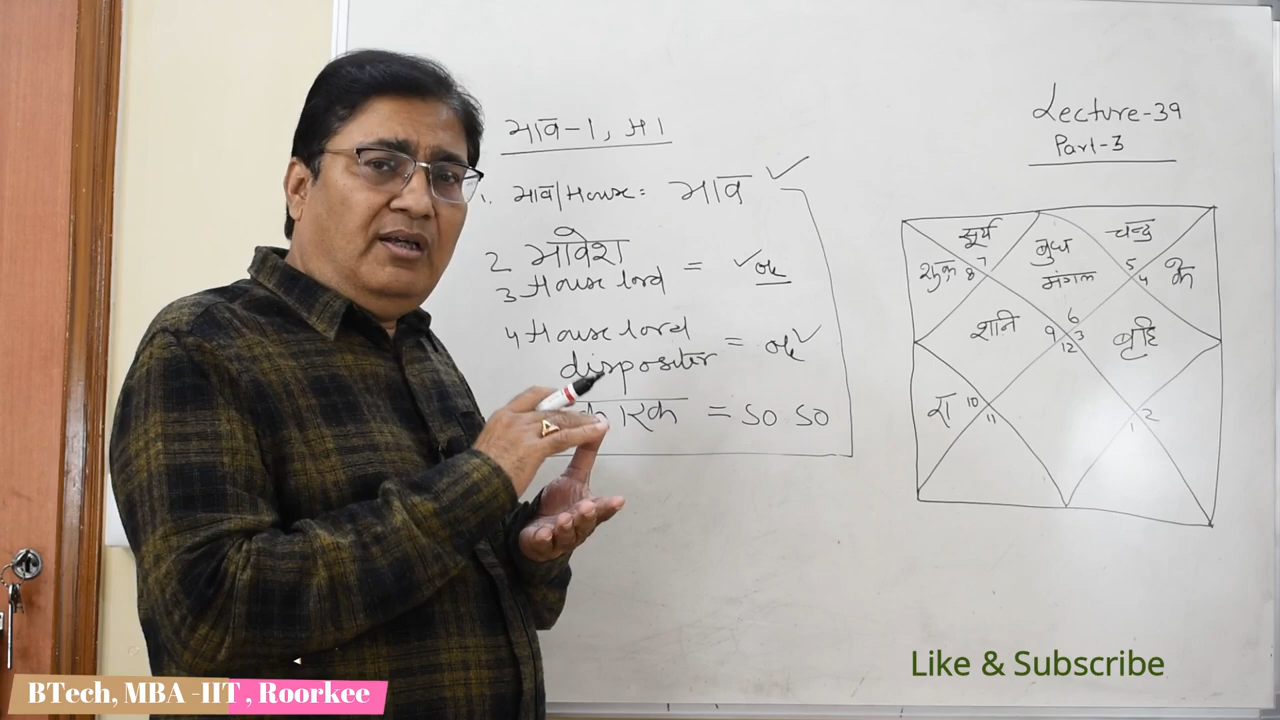 Lecture-39
Part-3
भाव-1, म।
1. भाव/House: भाव ✓
2 भावेश
3 House lord = ✓ok
4 House lord
disposíter = ok ✓
कारक = so so
सूर्य बुध चन्द्र
शुक्र 8 7 मंगल 5 4 के
शनि 9 6 3 12 बृह
रा 10 11 2 1
Like & Subscribe
BTech, MBA -IIT , Roorkee